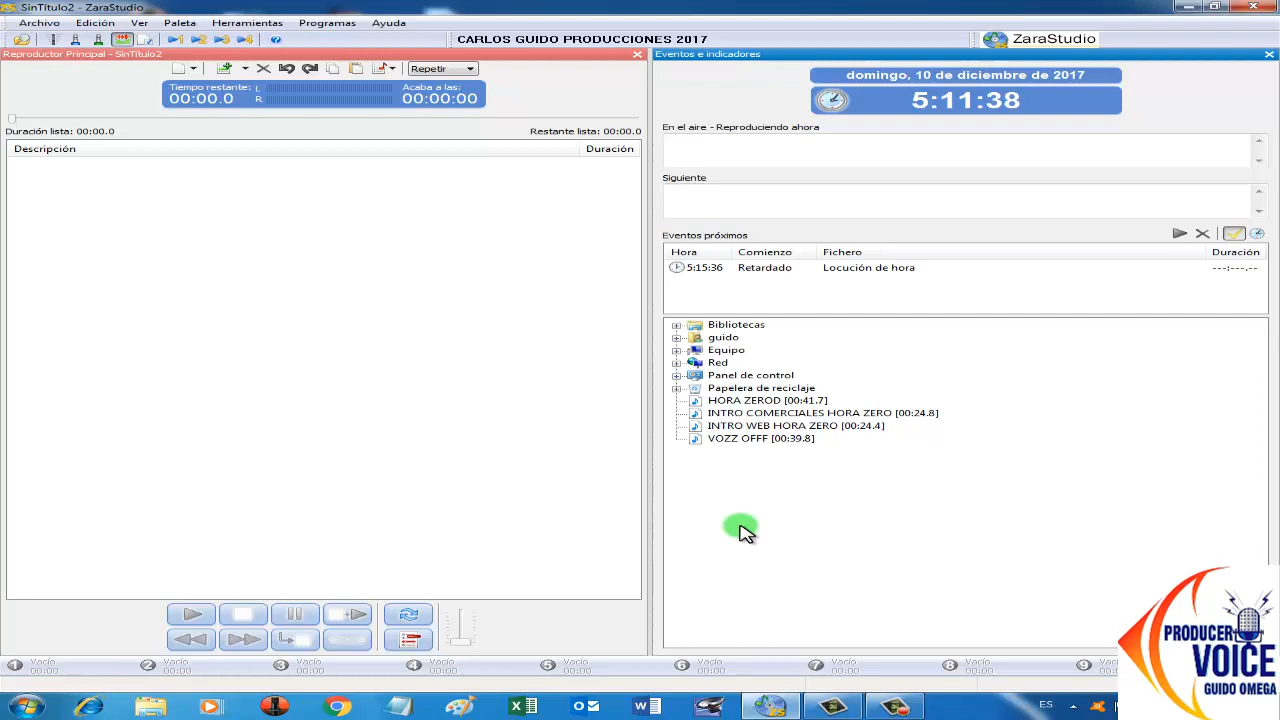 SinTítulo2 - ZaraStudio
Archivo Edición Ver Paleta Herramientas Programas Ayuda
1 2 3 4 CARLOS GUIDO PRODUCCIONES 2017 ZaraStudio
Reproductor Principal - SinTítulo2
Repetir
Tiempo restante: L Acaba a las:
00:00.0 R 00:00:00
Duración lista: 00:00.0 Restante lista: 00:00.0
Descripción Duración
Eventos e indicadores
domingo, 10 de diciembre de 2017
5:11:38
En el aire - Reproduciendo ahora
Siguiente
Eventos próximos
Hora Comienzo Fichero Duración
5:15:36 Retardado Locución de hora ---:---,--
Bibliotecas
guido
Equipo
Red
Panel de control
Papelera de reciclaje
HORA ZEROD [00:41.7]
INTRO COMERCIALES HORA ZERO [00:24.8]
INTRO WEB HORA ZERO [00:24.4]
VOZZ OFFF [00:39.8]
1 Vacío 00:00 2 Vacío 00:00 3 Vacío 00:00 4 Vacío 00:00 5 Vacío 00:00 6 Vacío 00:00 7 Vacío 00:00 8 Vacío 00:00 9 Vacío 00:00
PRODUCER
VOICE
GUIDO OMEGA
ES